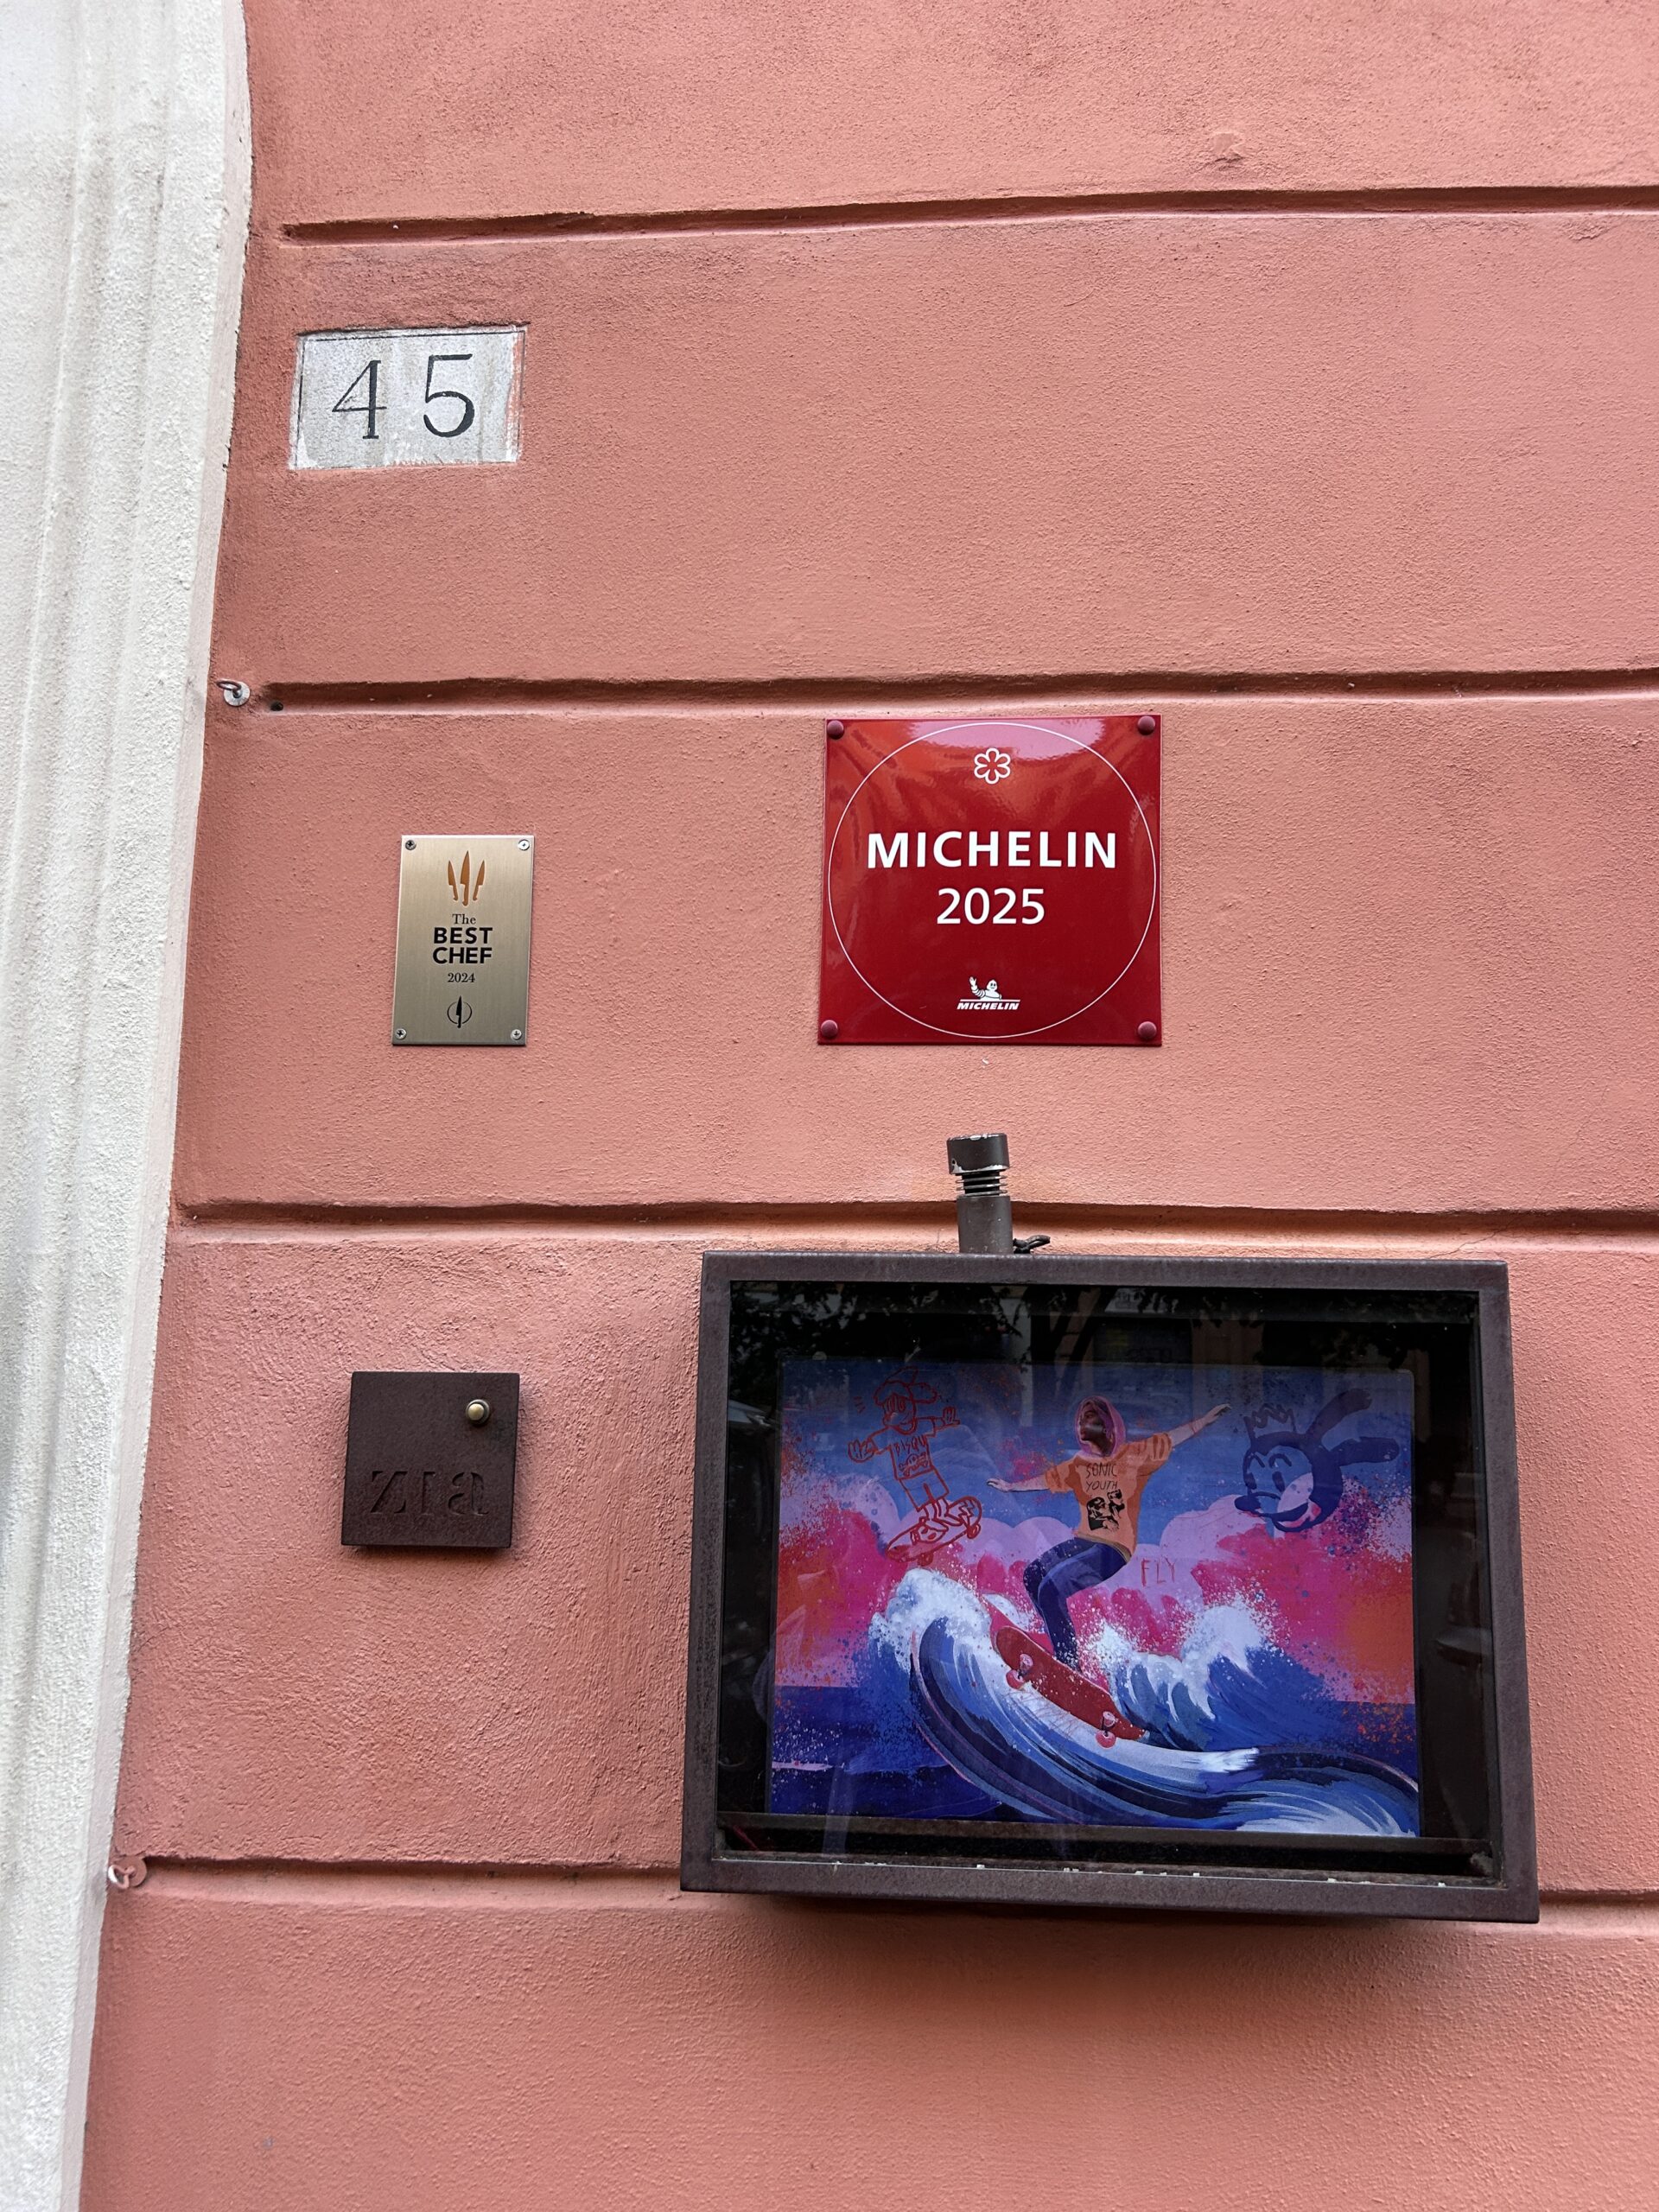 45
The
BEST
CHEF
2024
MICHELIN
2025
MICHELIN
zia
SONIC
YOUTH
FLY